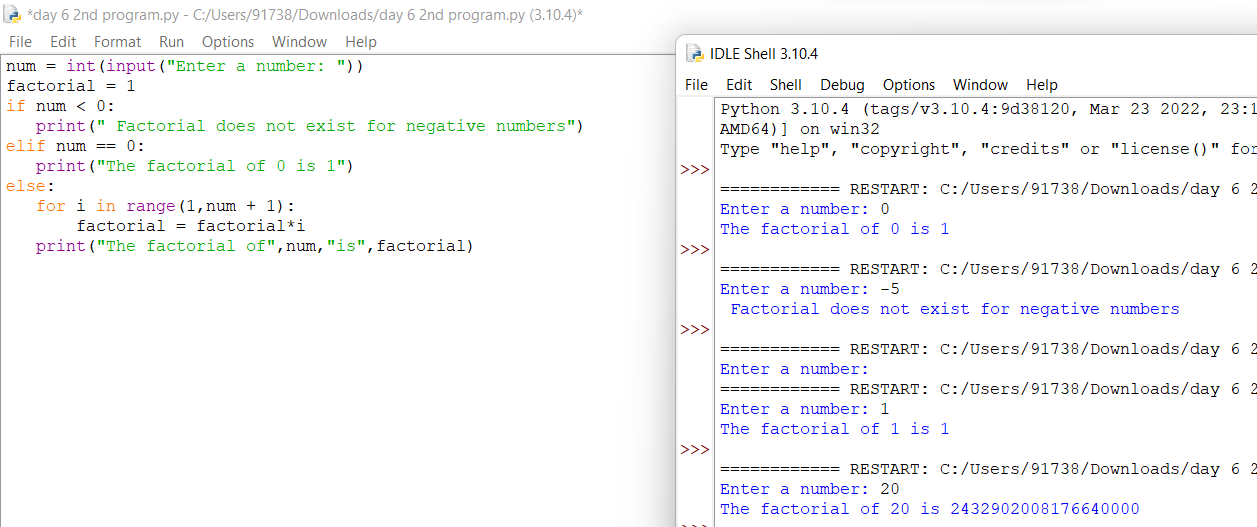 *day 6 2nd program.py - C:/Users/91738/Downloads/day 6 2nd program.py (3.10.4)*
File Edit Format Run Options Window Help
num = int(input("Enter a number: "))
factorial = 1
if num < 0:
   print(" Factorial does not exist for negative numbers")
elif num == 0:
   print("The factorial of 0 is 1")
else:
   for i in range(1,num + 1):
       factorial = factorial*i
   print("The factorial of",num,"is",factorial)
IDLE Shell 3.10.4
File Edit Shell Debug Options Window Help
Python 3.10.4 (tags/v3.10.4:9d38120, Mar 23 2022, 23:1
AMD64)] on win32
Type "help", "copyright", "credits" or "license()" for
>>>
============ RESTART: C:/Users/91738/Downloads/day 6 2
Enter a number: 0
The factorial of 0 is 1
>>>
============ RESTART: C:/Users/91738/Downloads/day 6 2
Enter a number: -5
 Factorial does not exist for negative numbers
>>>
============ RESTART: C:/Users/91738/Downloads/day 6 2
Enter a number:
============ RESTART: C:/Users/91738/Downloads/day 6 2
Enter a number: 1
The factorial of 1 is 1
>>>
============ RESTART: C:/Users/91738/Downloads/day 6 2
Enter a number: 20
The factorial of 20 is 2432902008176640000